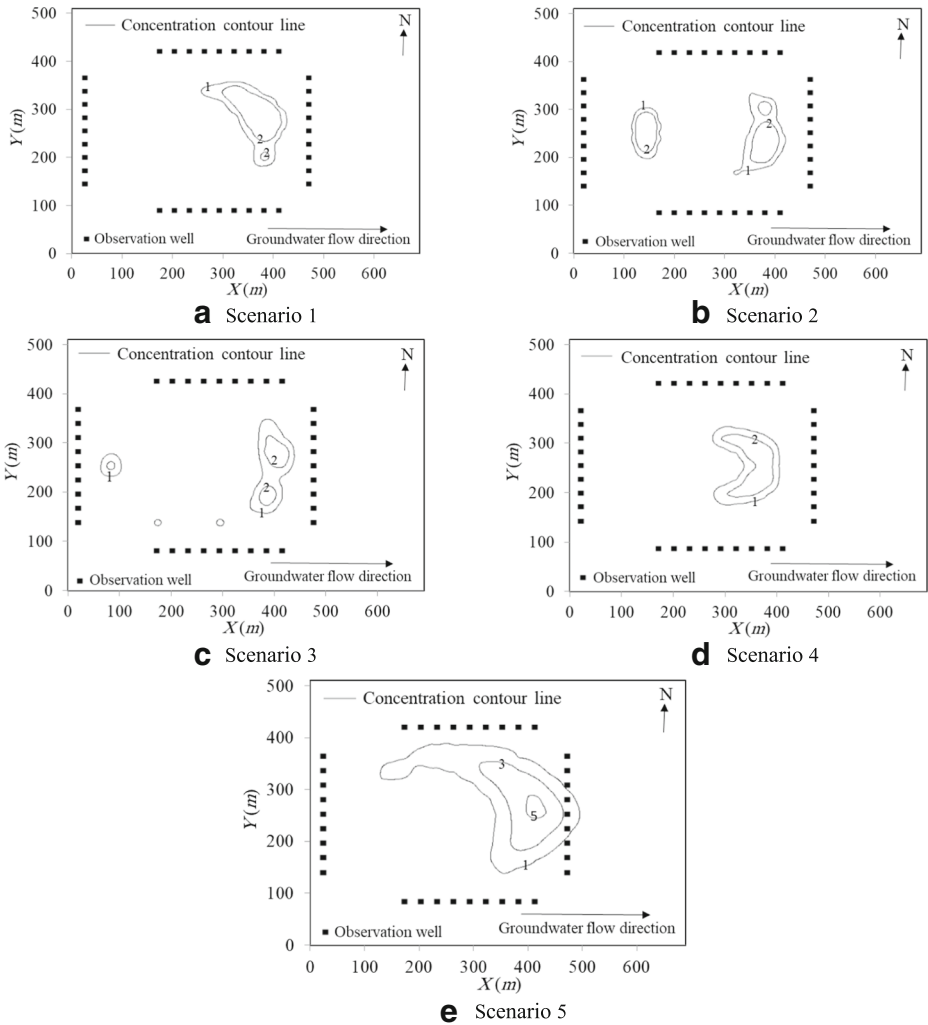 500
Concentration contour line
N
400
1
300
Y(m)
2
200
2
100
Observation well
Groundwater flow direction
0
0 100 200 300 400 500 600
X(m)
a Scenario 1
500
Concentration contour line
N
400
1
300
2
Y(m)
2
200
1
100
Observation well
Groundwater flow direction
0
0 100 200 300 400 500 600
X(m)
b Scenario 2
500
Concentration contour line
N
400
300
Y(m)
2
1
2
200
1
100
Observation well
Groundwater flow direction
0
0 100 200 300 400 500 600
X(m)
c Scenario 3
500
Concentration contour line
N
400
2
300
Y(m)
200
1
100
Observation well
Groundwater flow direction
0
0 100 200 300 400 500 600
X(m)
d Scenario 4
500
Concentration contour line
N
400
3
300
Y(m)
5
200
1
100
Observation well
Groundwater flow direction
0
0 100 200 300 400 500 600
X(m)
e Scenario 5